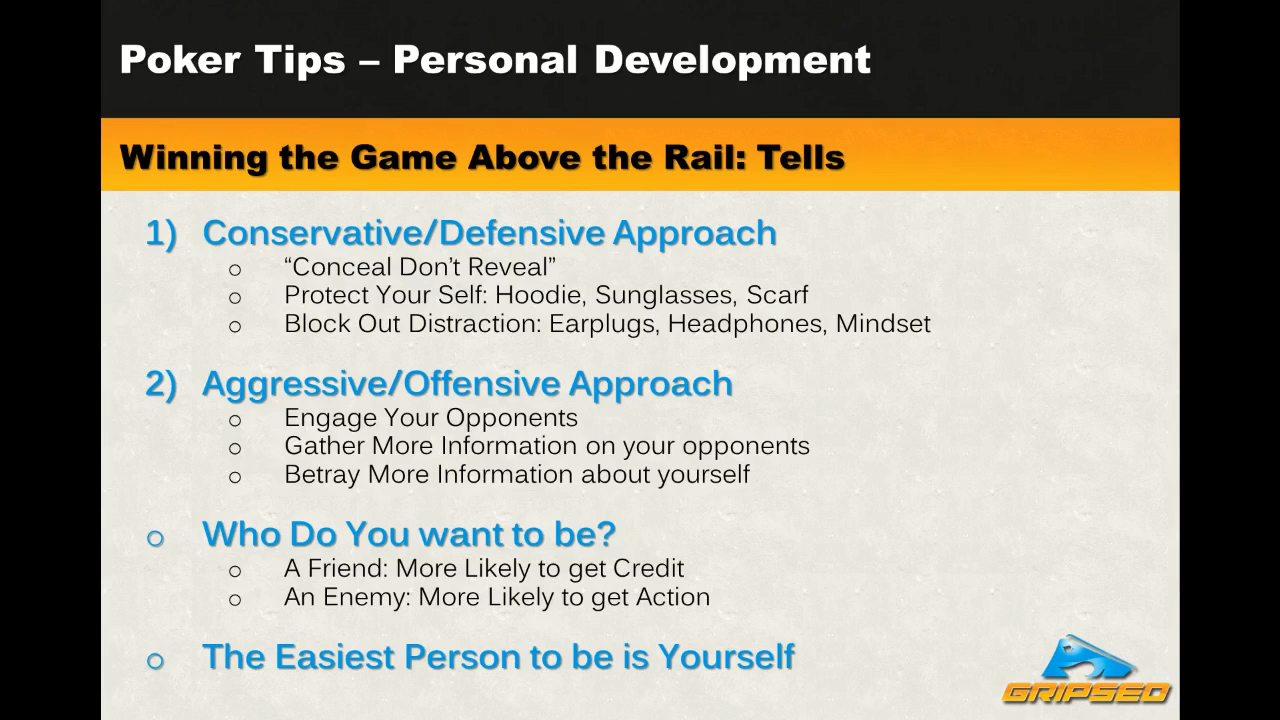 Poker Tips – Personal Development
Winning the Game Above the Rail: Tells
1) Conservative/Defensive Approach
o “Conceal Don’t Reveal”
o Protect Your Self: Hoodie, Sunglasses, Scarf
o Block Out Distraction: Earplugs, Headphones, Mindset
2) Aggressive/Offensive Approach
o Engage Your Opponents
o Gather More Information on your opponents
o Betray More Information about yourself
o Who Do You want to be?
o A Friend: More Likely to get Credit
o An Enemy: More Likely to get Action
o The Easiest Person to be is Yourself
GRIPSED